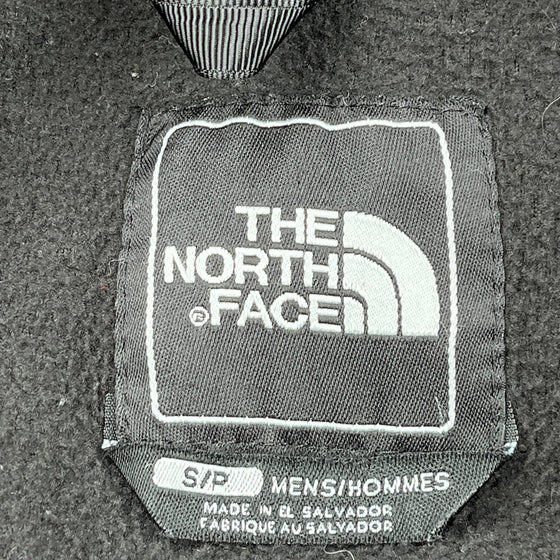 THE
NORTH
® FACE
S/P MENS/HOMMES
MADE IN EL SALVADOR
FABRIQUE AU SALVADOR